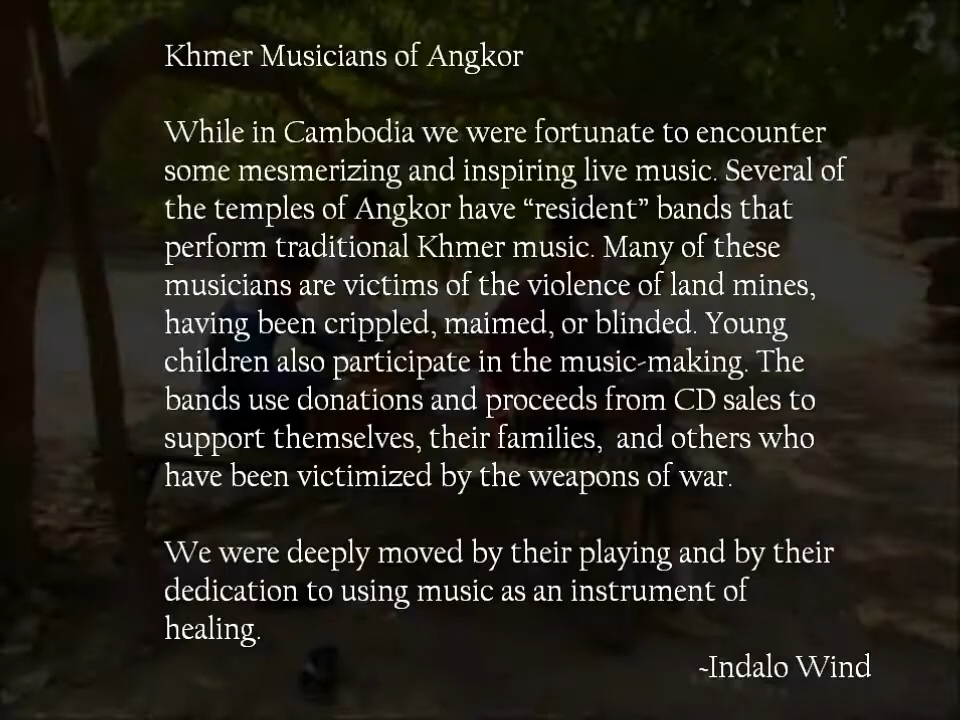 Khmer Musicians of Angkor
While in Cambodia we were fortunate to encounter
some mesmerizing and inspiring live music. Several of
the temples of Angkor have “resident” bands that
perform traditional Khmer music. Many of these
musicians are victims of the violence of land mines,
having been crippled, maimed, or blinded. Young
children also participate in the music-making. The
bands use donations and proceeds from CD sales to
support themselves, their families,  and others who
have been victimized by the weapons of war.
We were deeply moved by their playing and by their
dedication to using music as an instrument of
healing.
~Indalo Wind